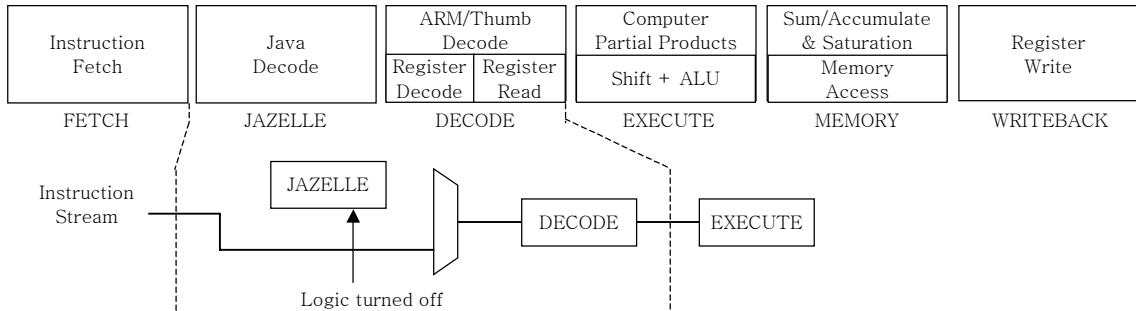 Instruction
Fetch
Java
Decode
ARM/Thumb
Decode
Register
Decode
Register
Read
Computer
Partial Products
Shift + ALU
Sum/Accumulate
& Saturation
Memory
Access
Register
Write
FETCH
JAZELLE
DECODE
EXECUTE
MEMORY
WRITEBACK
Instruction
Stream
JAZELLE
DECODE
EXECUTE
Logic turned off